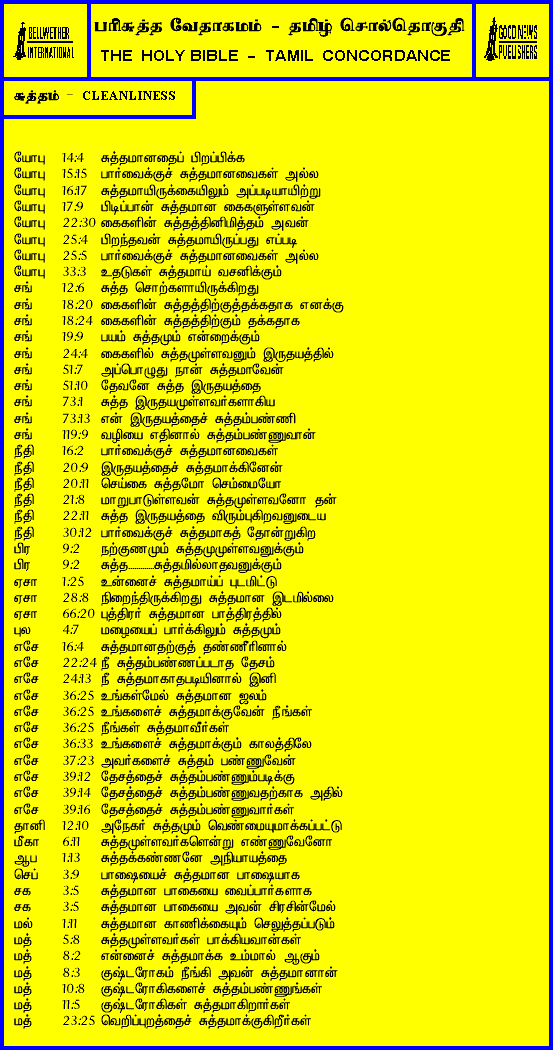 BELLWETHER
INTERNATIONAL
பரிசுத்த வேதாகமம் - தமிழ் சொல்தொகுதி
THE HOLY BIBLE - TAMIL CONCORDANCE
GOOD NEWS
PUBLISHERS
சுத்தம் - CLEANLINESS
யோபு 14:4 சுத்தமானதைப் பிறப்பிக்க
யோபு 15:15 பார்வைக்குச் சுத்தமானவைகள் அல்ல
யோபு 16:17 சுத்தமாயிருக்கையிலும் அப்படியாயிற்று
யோபு 17:9 பிடிப்பான் சுத்தமான கைகளுள்ளவன்
யோபு 22:30 கைகளின் சுத்தத்தினிமித்தம் அவன்
யோபு 25:4 பிறந்தவன் சுத்தமாயிருப்பது எப்படி
யோபு 25:5 பார்வைக்குச் சுத்தமானவைகள் அல்ல
யோபு 33:3 உதடுகள் சுத்தமாய் வசனிக்கும்
சங் 12:6 சுத்த சொற்களாயிருக்கிறது
சங் 18:20 கைகளின் சுத்தத்திற்குத்தக்கதாக எனக்கு
சங் 18:24 கைகளின் சுத்தத்திற்கும் தக்கதாக
சங் 19:9 பயம் சுத்தமும் என்றைக்கும்
சங் 24:4 கைகளில் சுத்தமுள்ளவனும் இருதயத்தில்
சங் 51:7 அப்பொழுது நான் சுத்தமாவேன்
சங் 51:10 தேவனே சுத்த இருதயத்தை
சங் 73:1 சுத்த இருதயமுள்ளவர்களாகிய
சங் 73:13 என் இருதயத்தைச் சுத்தம்பண்ணி
சங் 119:9 வழியை எதினால் சுத்தம்பண்ணுவான்
நீதி 16:2 பார்வைக்குச் சுத்தமானவைகள்
நீதி 20:9 இருதயத்தைச் சுத்தமாக்கினேன்
நீதி 20:11 செய்கை சுத்தமோ செம்மையோ
நீதி 21:8 மாறுபாடுள்ளவன் சுத்தமுள்ளவனோ தன்
நீதி 22:11 சுத்த இருதயத்தை விரும்புகிறவனுடைய
நீதி 30:12 பார்வைக்குச் சுத்தமாகத் தோன்றுகிற
பிர 9:2 நற்குணமும் சுத்தமுமுள்ளவனுக்கும்
பிர 9:2 சுத்த............சுத்தமில்லாதவனுக்கும்
ஏசா 1:25 உன்னைச் சுத்தமாய்ப் புடமிட்டு
ஏசா 28:8 நிறைந்திருக்கிறது சுத்தமான இடமில்லை
ஏசா 66:20 புத்திரர் சுத்தமான பாத்திரத்தில்
புல 4:7 மழையைப் பார்க்கிலும் சுத்தமும்
எசே 16:4 சுத்தமானதற்குத் தண்ணீரினால்
எசே 22:24 நீ சுத்தம்பண்ணப்படாத தேசம்
எசே 24:13 நீ சுத்தமாகாதபடியினால் இனி
எசே 36:25 உங்கள்மேல் சுத்தமான ஜலம்
எசே 36:25 உங்களைச் சுத்தமாக்குவேன் நீங்கள்
எசே 36:25 நீங்கள் சுத்தமாவீர்கள்
எசே 36:33 உங்களைச் சுத்தமாக்கும் காலத்திலே
எசே 37:23 அவர்களைச் சுத்தம் பண்ணுவேன்
எசே 39:12 தேசத்தைச் சுத்தம்பண்ணும்படிக்கு
எசே 39:14 தேசத்தைச் சுத்தம்பண்ணுவதற்காக அதில்
எசே 39:16 தேசத்தைச் சுத்தம்பண்ணுவார்கள்
தானி 12:10 அநேகர் சுத்தமும் வெண்மையுமாக்கப்பட்டு
மீகா 6:11 சுத்தமுள்ளவர்களென்று எண்ணுவேனோ
ஆப 1:13 சுத்தக்கண்ணனே அநியாயத்தை
செப் 3:9 பாஷையைச் சுத்தமான பாஷையாக
சக 3:5 சுத்தமான பாகையை வைப்பார்களாக
சக 3:5 சுத்தமான பாகையை அவன் சிரசின்மேல்
மல் 1:11 சுத்தமான காணிக்கையும் செலுத்தப்படும்
மத் 5:8 சுத்தமுள்ளவர்கள் பாக்கியவான்கள்
மத் 8:2 என்னைச் சுத்தமாக்க உம்மால் ஆகும்
மத் 8:3 குஷ்டரோகம் நீங்கி அவன் சுத்தமானான்
மத் 10:8 குஷ்டரோகிகளைச் சுத்தம்பண்ணுங்கள்
மத் 11:5 குஷ்டரோகிகள் சுத்தமாகிறார்கள்
மத் 23:25 வெறிப்புறத்தைச் சுத்தமாக்குகிறீர்கள்